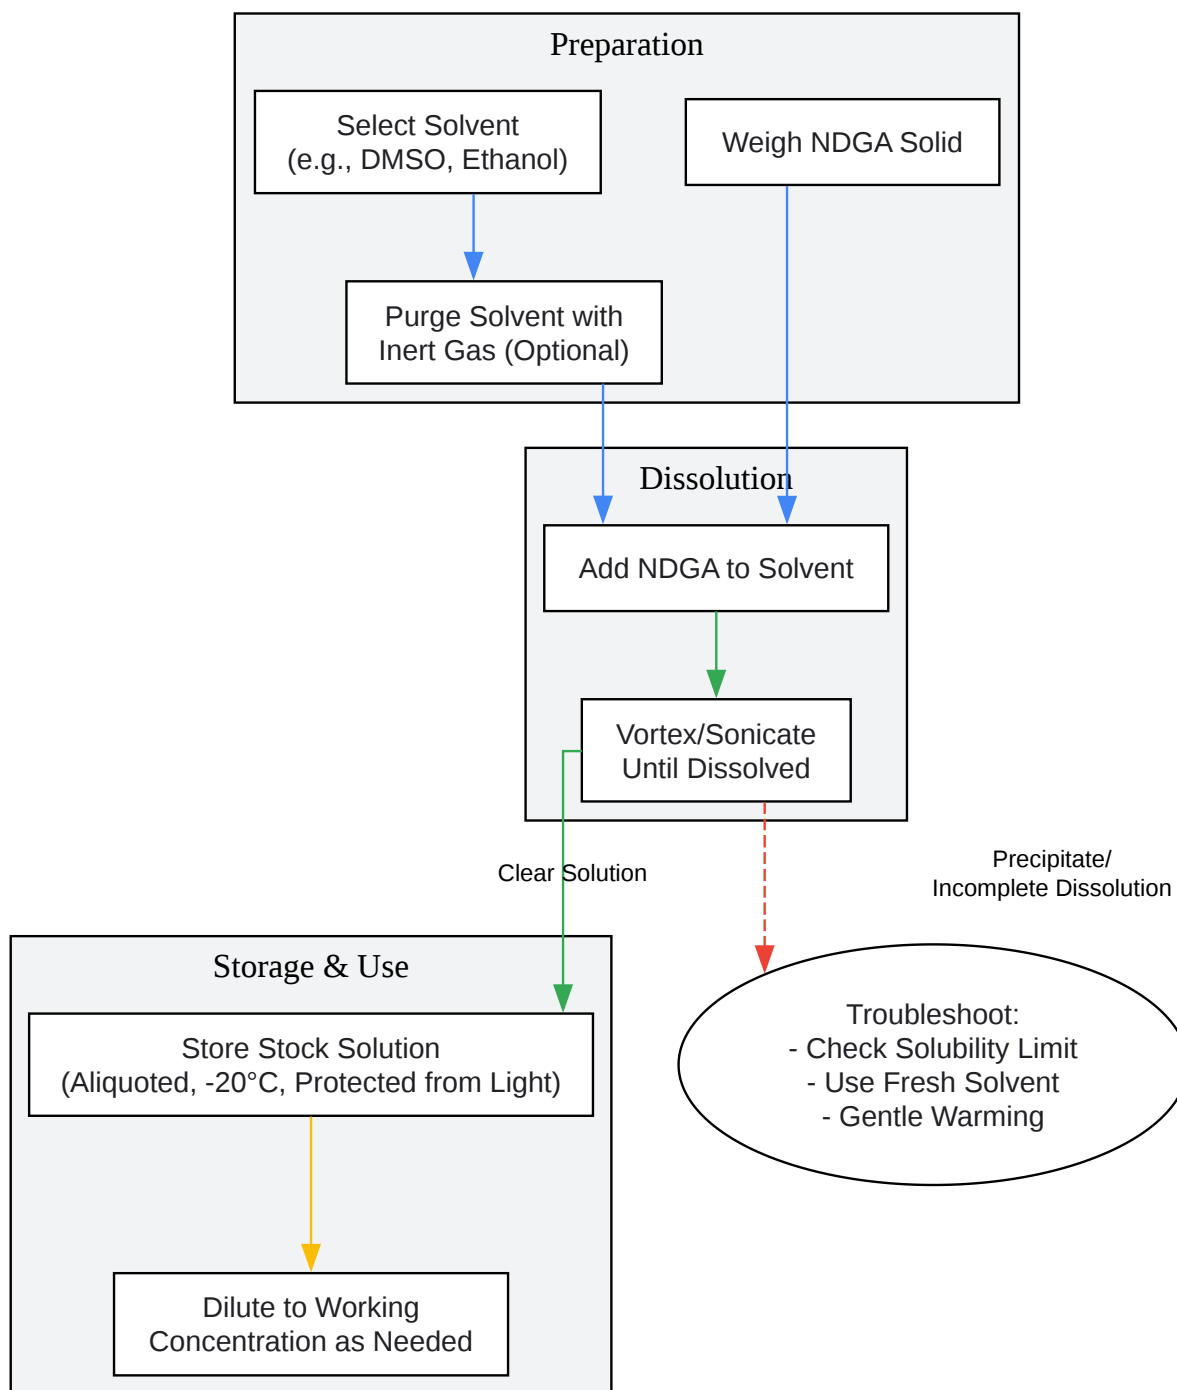 Preparation
Select Solvent
(e.g., DMSO, Ethanol)
Weigh NDGA Solid
Purge Solvent with
Inert Gas (Optional)
Dissolution
Add NDGA to Solvent
Vortex/Sonicate
Until Dissolved
Clear Solution
Precipitate/
Incomplete Dissolution
Storage & Use
Store Stock Solution
(Aliquoted, -20°C, Protected from Light)
Troubleshoot:
- Check Solubility Limit
- Use Fresh Solvent
- Gentle Warming
Dilute to Working
Concentration as Needed